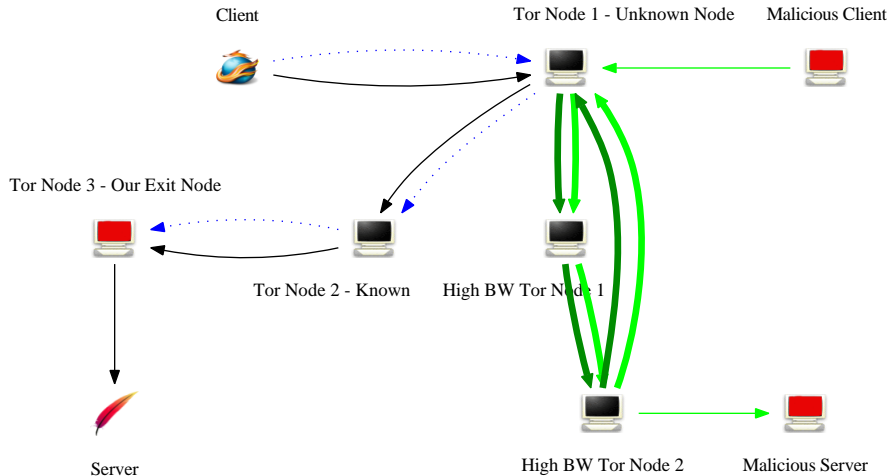 Client
Tor Node 1 - Unknown Node
Malicious Client
Tor Node 3 - Our Exit Node
Tor Node 2 - Known
High BW Tor Node 1
Server
High BW Tor Node 2
Malicious Server